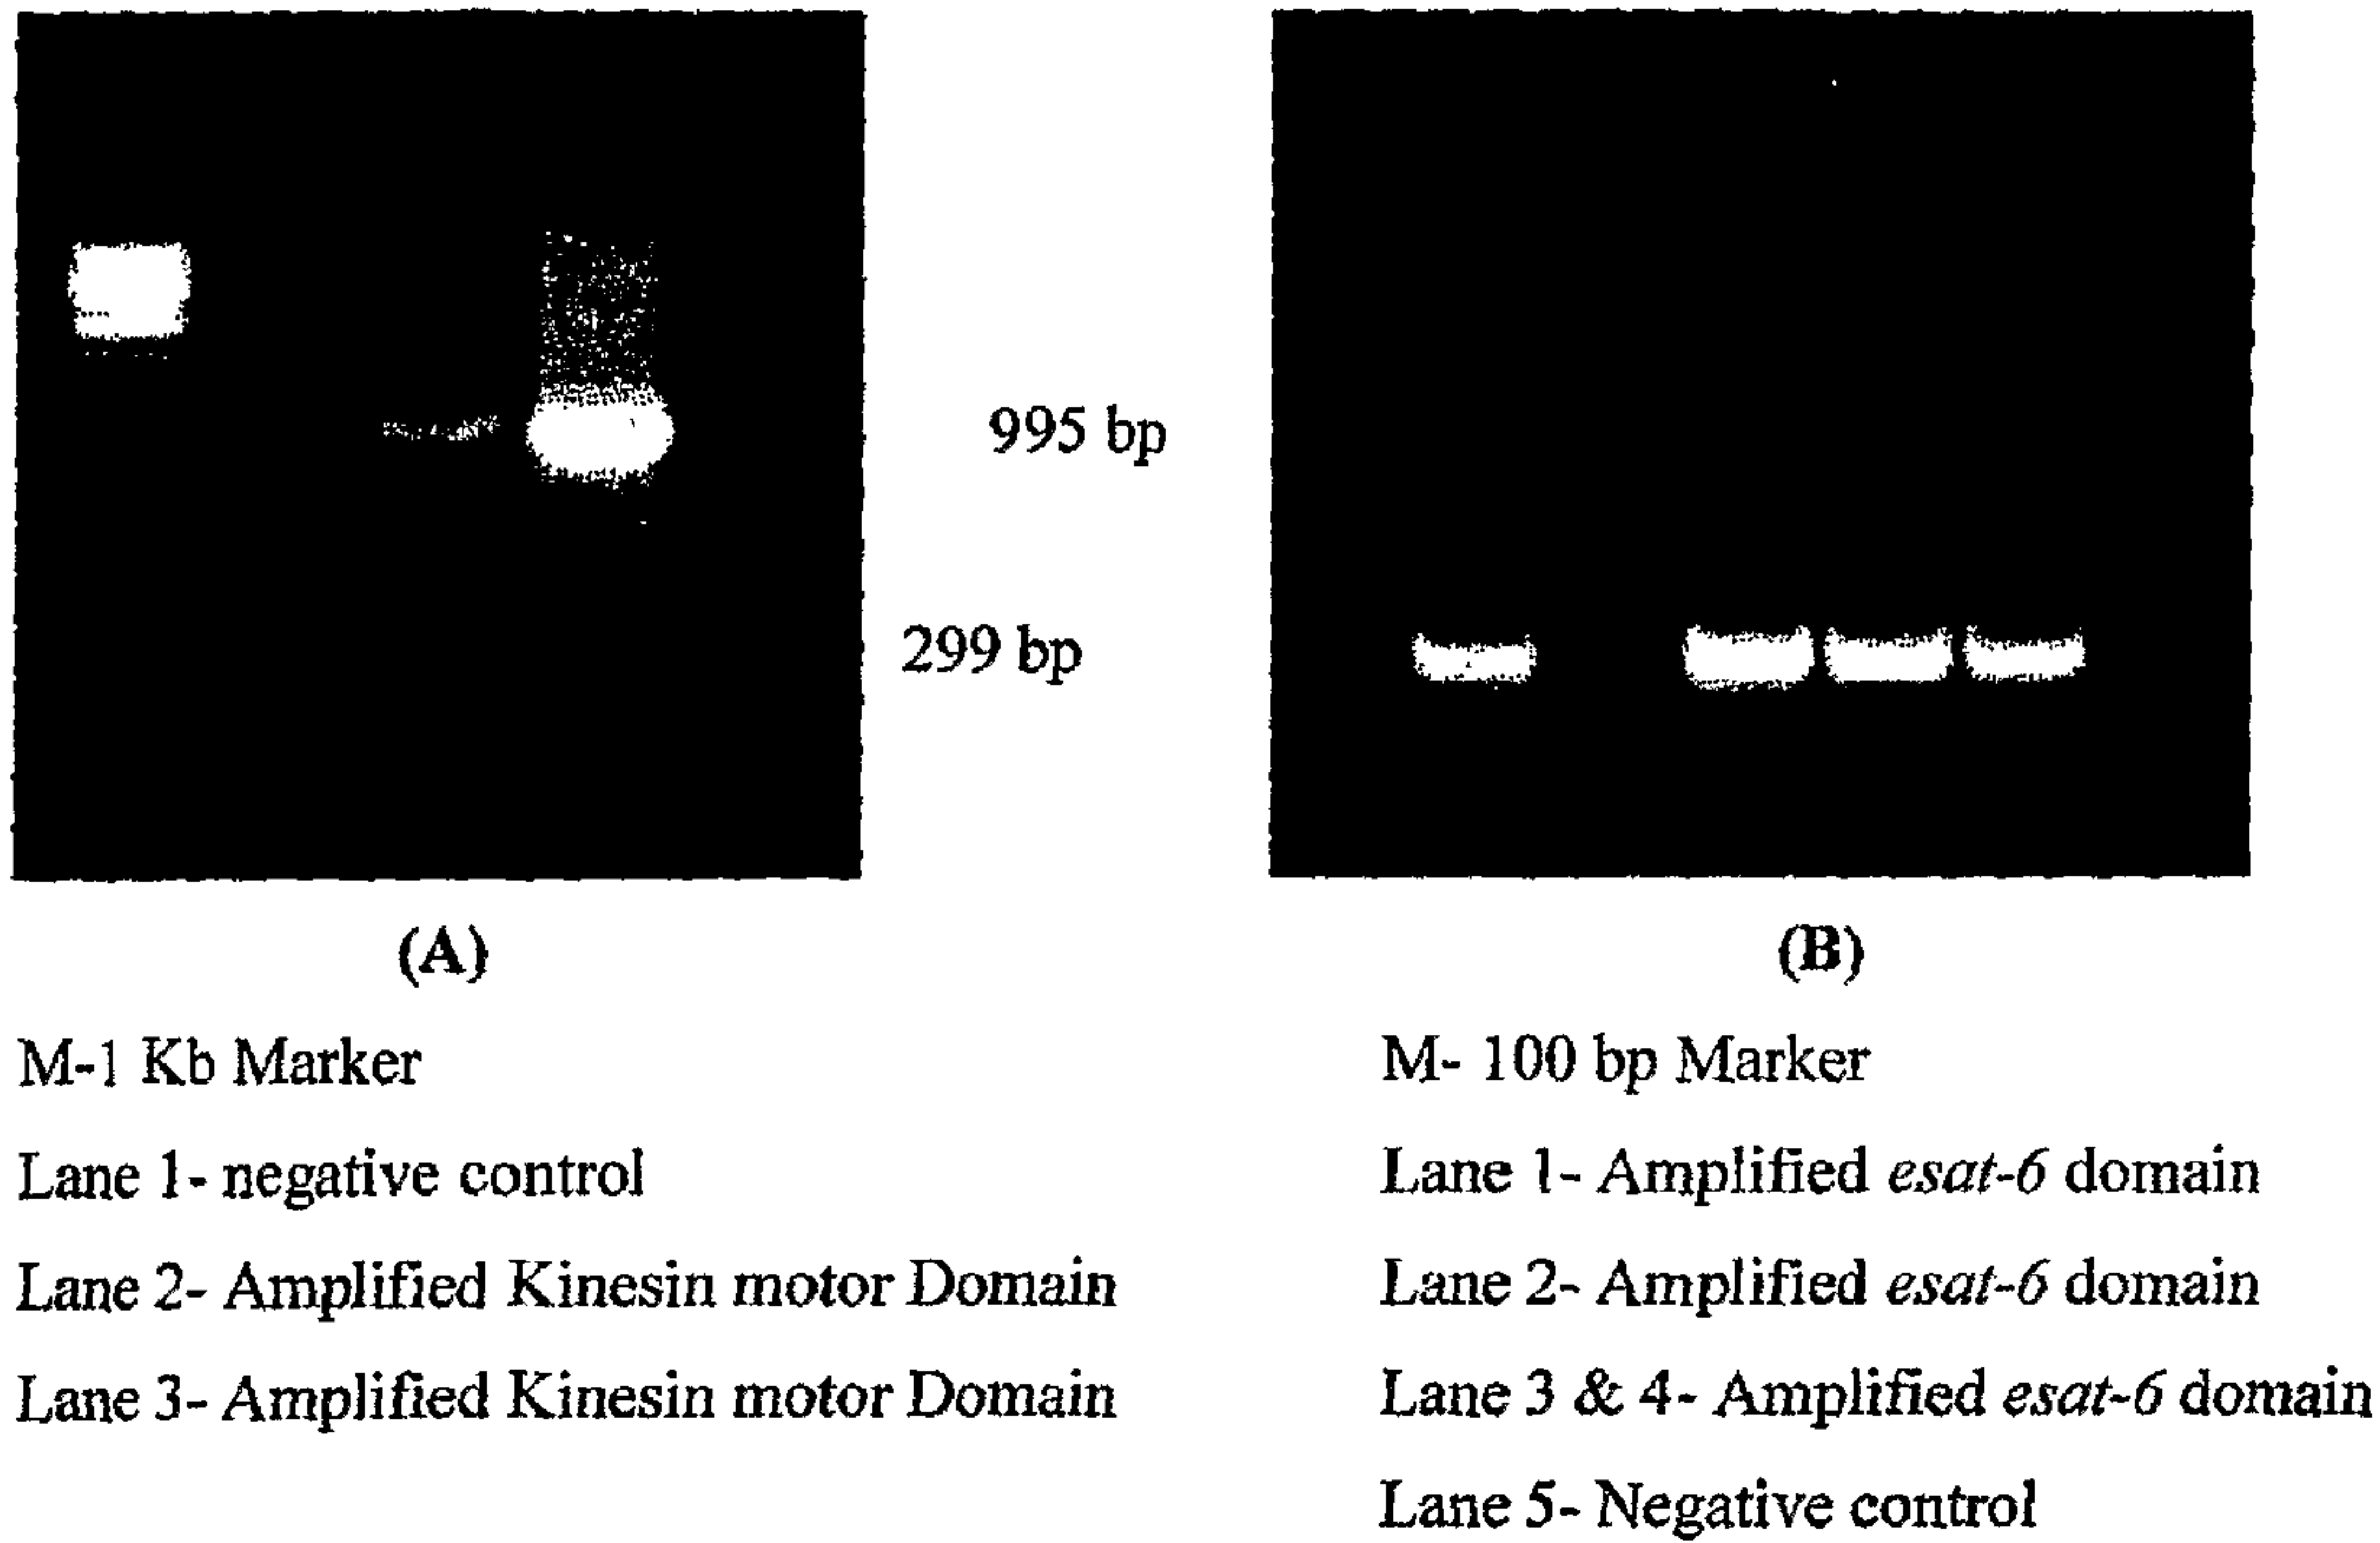 995 bp
299 bp
(A)
M-1 Kb Marker
Lane 1- negative control
Lane 2- Amplified Kinesin motor Domain
Lane 3- Amplified Kinesin motor Domain
(B)
M- 100 bp Marker
Lane 1- Amplified esat-6 domain
Lane 2- Amplified esat-6 domain
Lane 3 & 4- Amplified esat-6 domain
Lane 5- Negative control